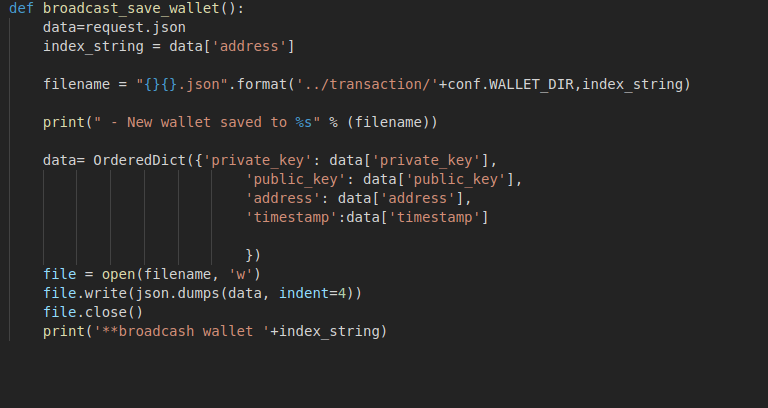 def broadcast_save_wallet():
    data=request.json
    index_string = data['address']
    filename = "{}{}.json".format('../transaction/'+conf.WALLET_DIR,index_string)
    print(" - New wallet saved to %s" % (filename))
    data= OrderedDict({'private_key': data['private_key'],
                        'public_key': data['public_key'],
                        'address': data['address'],
                        'timestamp':data['timestamp']
                        })
    file = open(filename, 'w')
    file.write(json.dumps(data, indent=4))
    file.close()
    print('**broadcash wallet '+index_string)